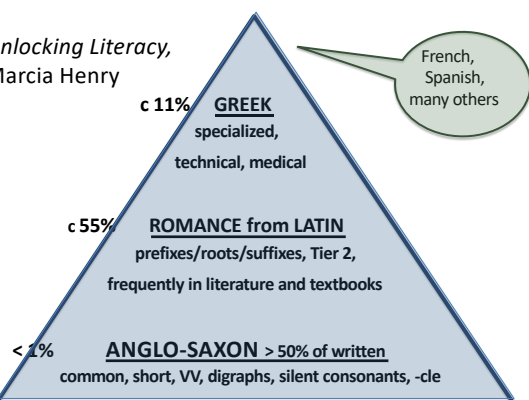 nlocking Literacy,
Marcia Henry
French,
Spanish,
many others
c 11% GREEK
specialized,
technical, medical
c 55% ROMANCE from LATIN
prefixes/roots/suffixes, Tier 2,
frequently in literature and textbooks
< 1% ANGLO-SAXON > 50% of written
common, short, VV, digraphs, silent consonants, -cle